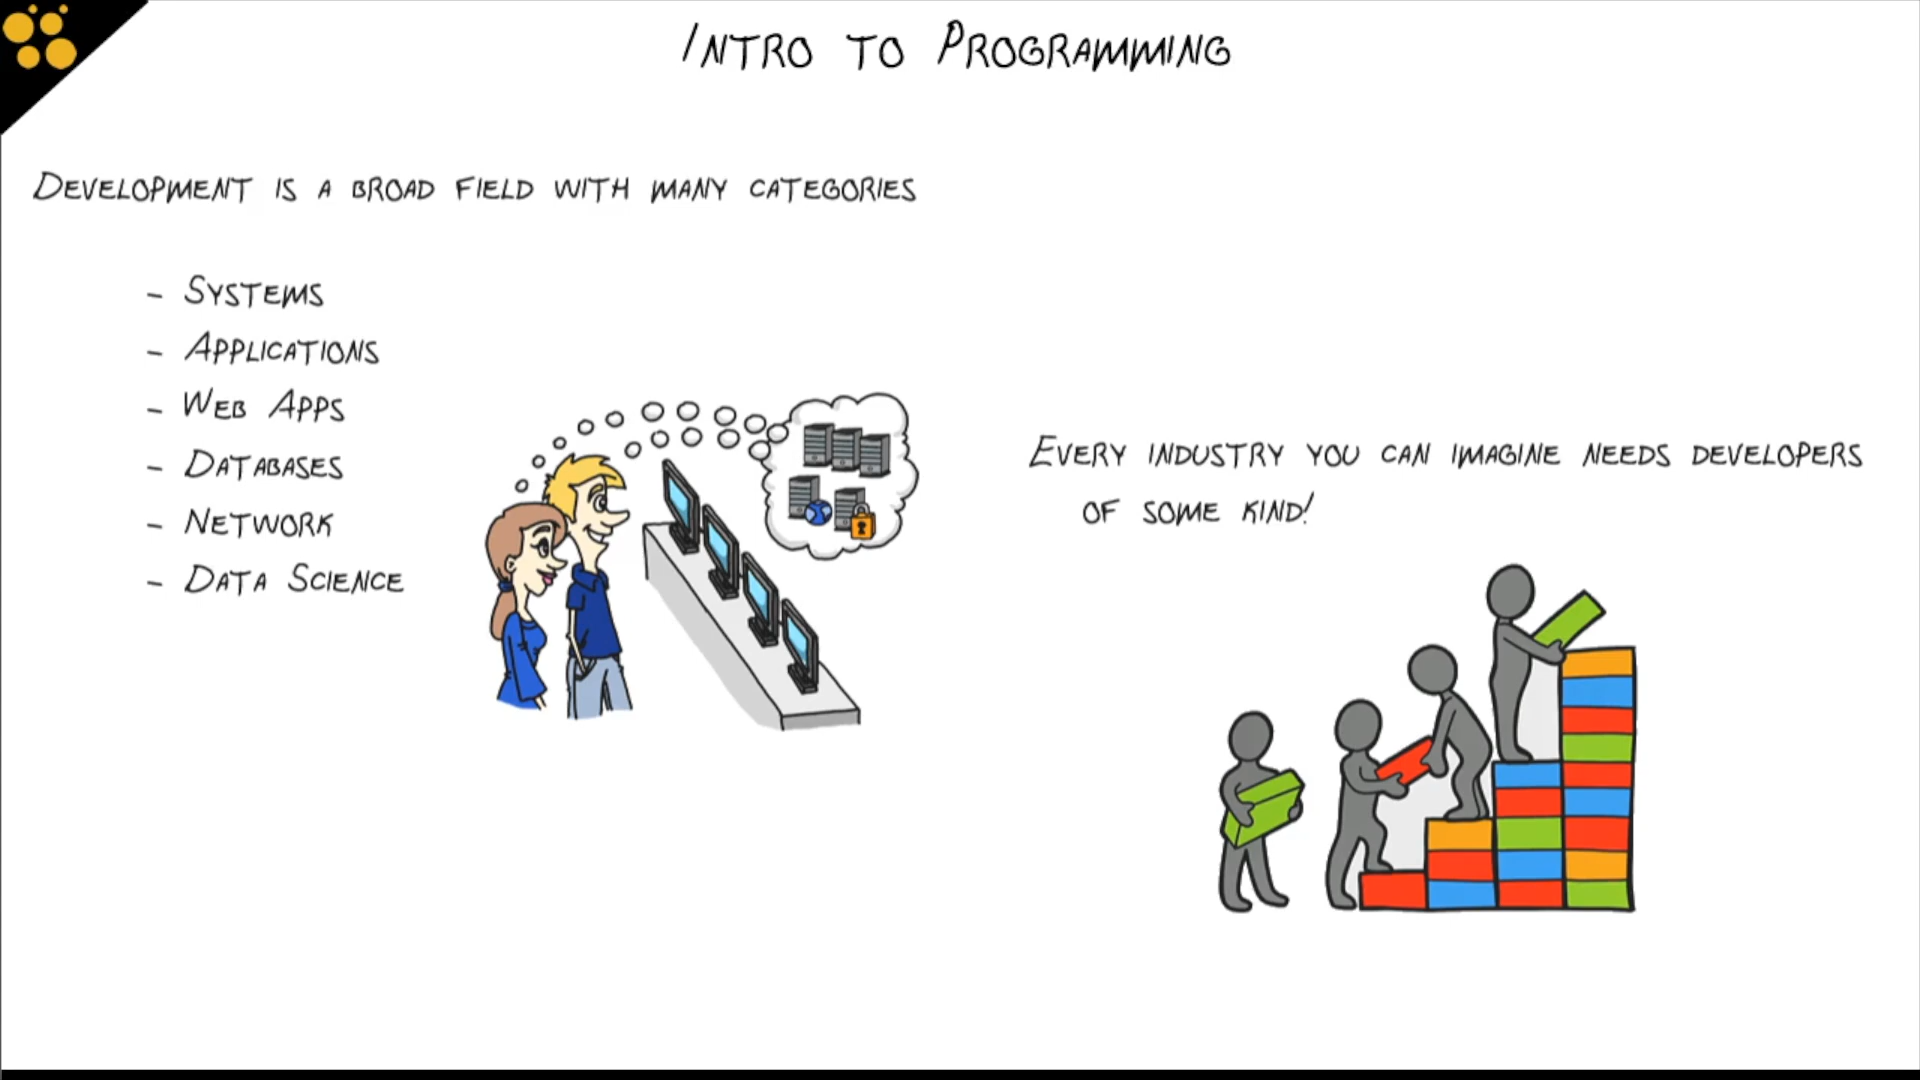 Intro to Programming
Development is a broad field with many categories
- Systems
- Applications
- Web Apps
- Databases
- Network
- Data Science
Every industry you can imagine needs developers
of some kind!